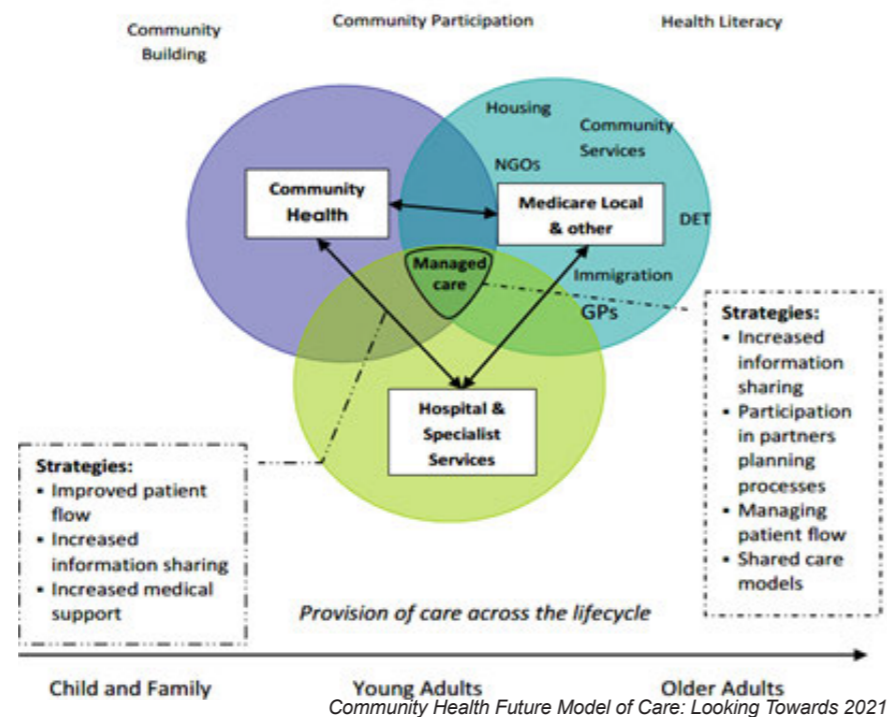 Community
Building
Community Participation
Health Literacy
Housing
Community
Services
NGOs
Community
Health
Medicare Local
& other
DET
Managed
care
Immigration
GPs
Hospital &
Specialist
Services
Strategies:
▪ Increased
information
sharing
▪ Participation
in partners
planning
processes
▪ Managing
patient flow
▪ Shared care
models
Strategies:
▪ Improved patient
flow
▪ Increased
information sharing
▪ Increased medical
support
Provision of care across the lifecycle
Child and Family
Young Adults
Older Adults
Community Health Future Model of Care: Looking Towards 2021